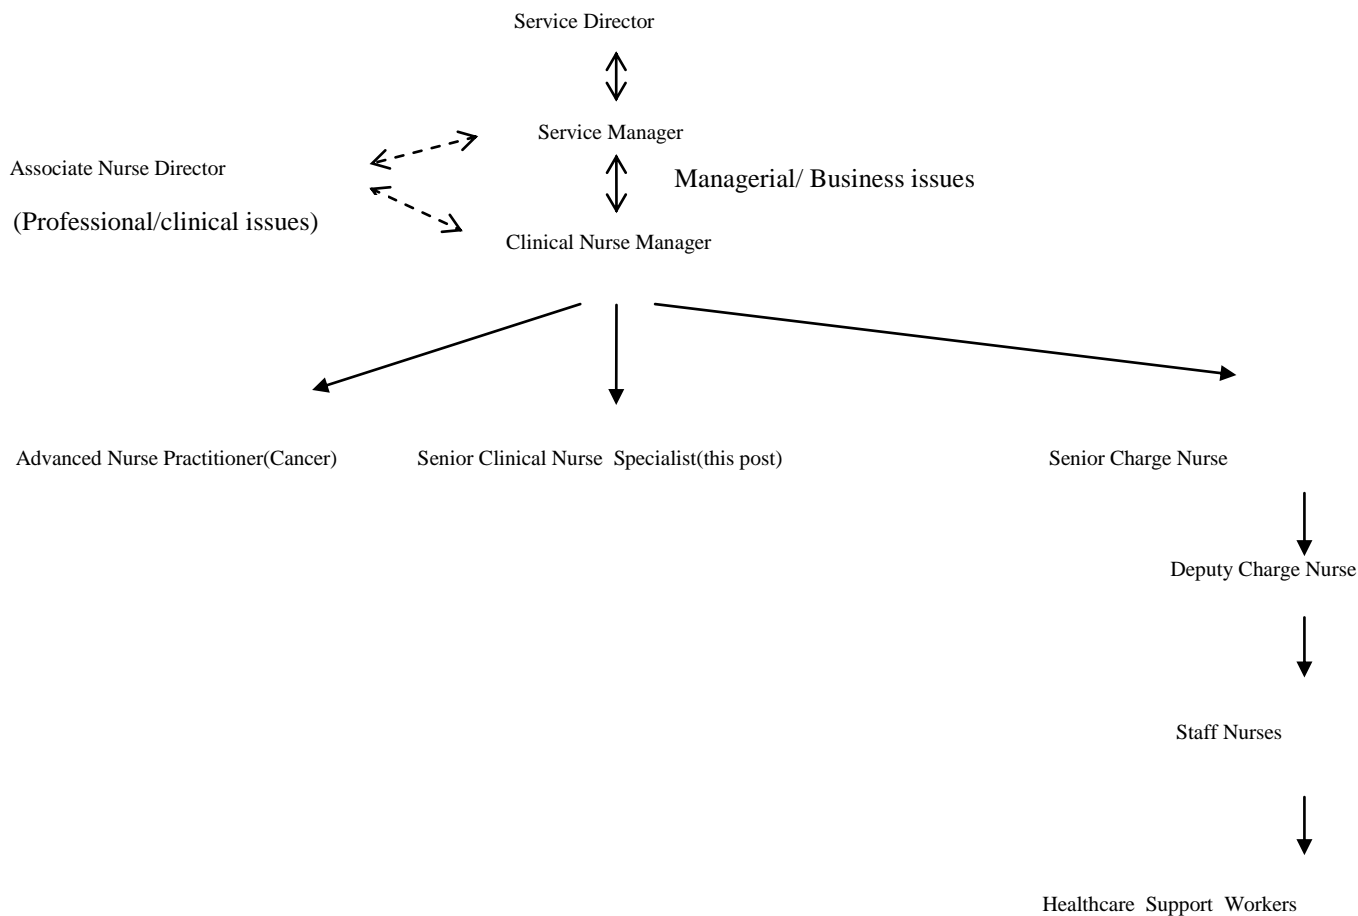 Service Director
Service Manager
Associate Nurse Director
Managerial/ Business issues
(Professional/clinical issues)
Clinical Nurse Manager
Advanced Nurse Practitioner(Cancer)
Senior Clinical Nurse Specialist(this post)
Senior Charge Nurse
Deputy Charge Nurse
Staff Nurses
Healthcare Support Workers